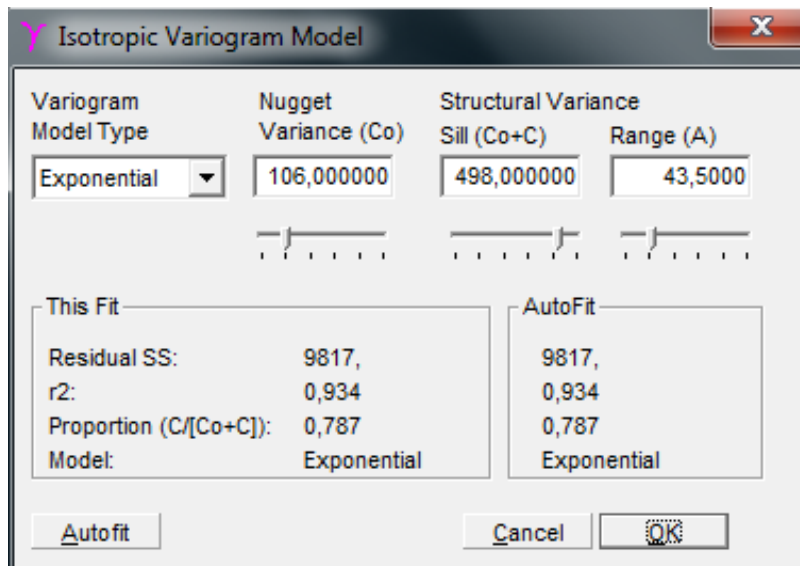 γ Isotropic Variogram Model
X
Variogram Model Type
Nugget Variance (Co)
Structural Variance
Sill (Co+C)
Range (A)
Exponential
106,000000
498,000000
43,5000
This Fit
Residual SS: 9817,
r2: 0,934
Proportion (C/[Co+C]): 0,787
Model: Exponential
AutoFit
9817,
0,934
0,787
Exponential
Autofit
Cancel
OK